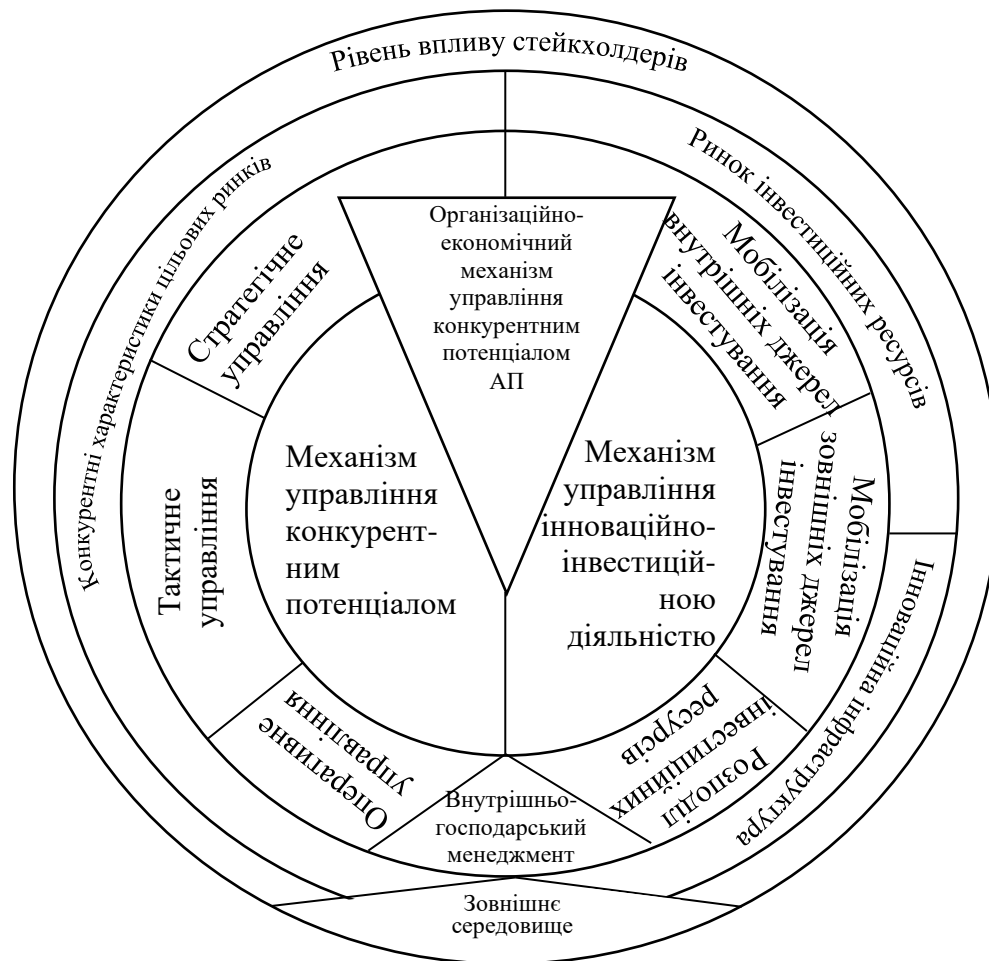 Рівень впливу стейкхолдерів
Конкурентні характеристики цільових ринків
Ринок інвестиційних ресурсів
Інноваційна інфраструктура
Організаційно-
економічний
механізм
управління
конкурентним
потенціалом
АП
Стратегічне
управління
Тактичне
управління
Оперативне
управління
Мобілізація
внутрішніх джерел
інвестування
Мобілізація
зовнішніх джерел
інвестування
Розподіл
інвестиційних
ресурсів
Механізм
управління
конкурент-
ним
потенціалом
Механізм
управління
інноваційно-
інвестицій-
ною
діяльністю
Внутрішньо-
господарський
менеджмент
Зовнішнє
середовище